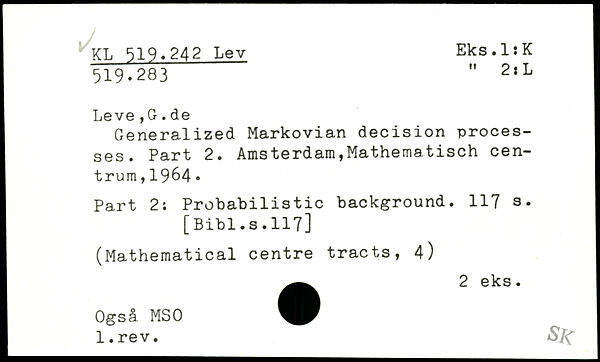 KL 519.242 Lev Eks.1:K
519.283 " 2:L
Leve,G.de
Generalized Markovian decision proces-
ses. Part 2. Amsterdam,Mathematisch cen-
trum,1964.
Part 2: Probabilistic background. 117 s.
[Bibl.s.117]
(Mathematical centre tracts, 4)
2 eks.
Også MSO
1.rev.
SK